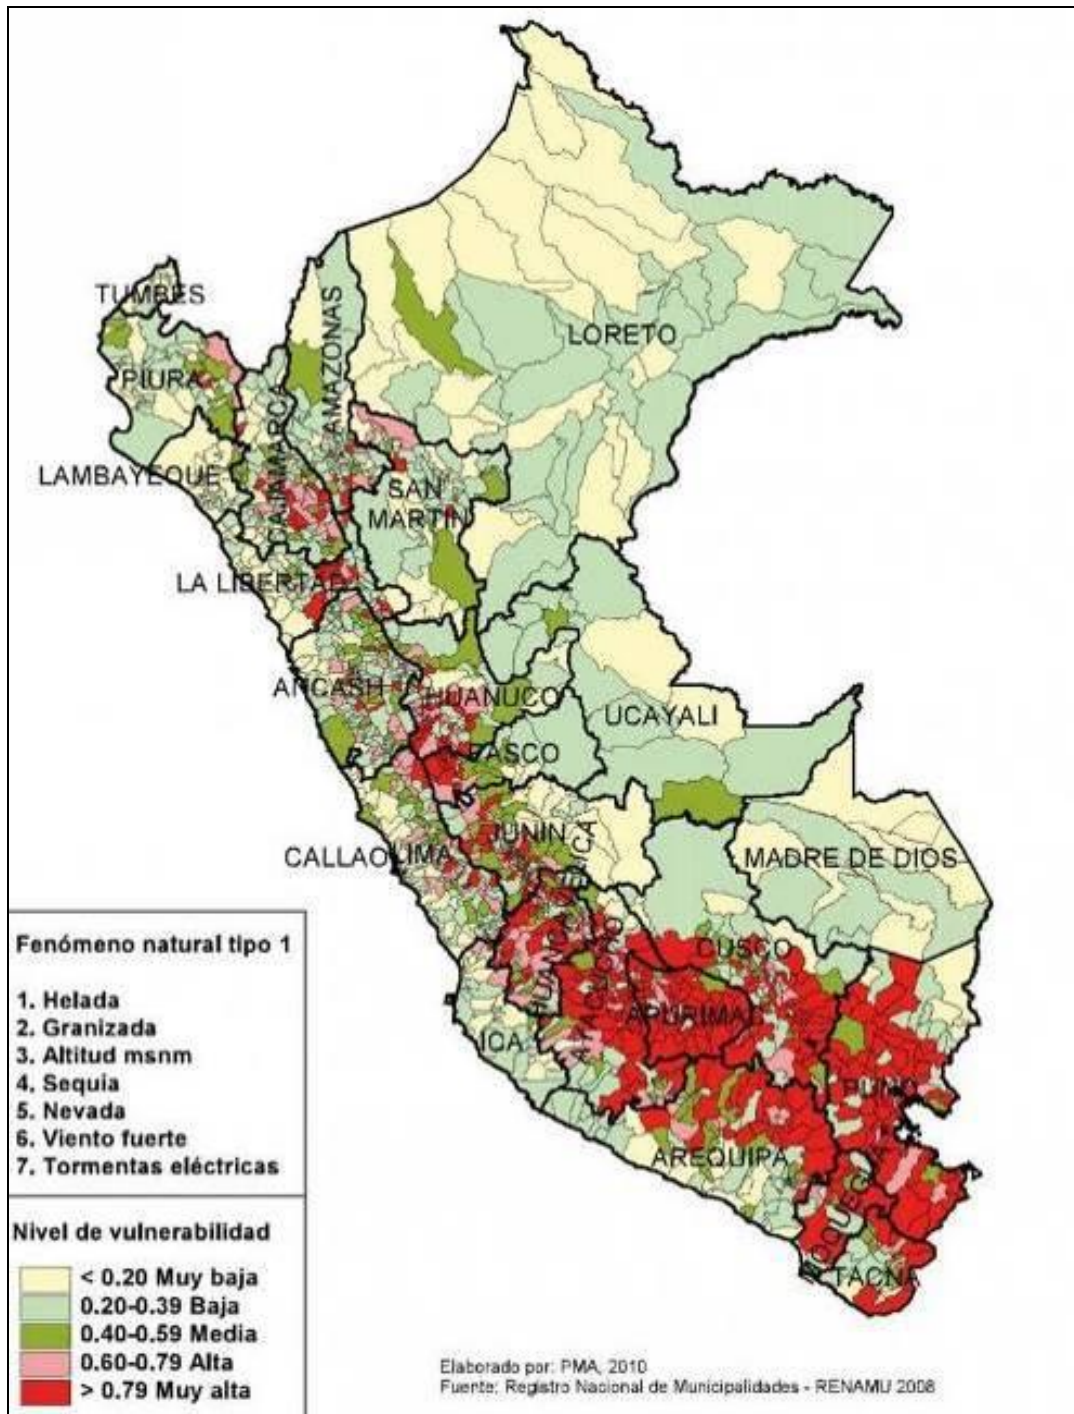 TUMBES
PIURA
LAMBAYEQUE
CAJAMARCA
AMAZONAS
LORETO
SAN
MARTIN
LA LIBERTAD
ANCASH
HUANUCO
UCAYALI
PASCO
JUNIN
CALLAO
LIMA
MADRE DE DIOS
CUSCO
APURIMAC
ICA
PUNO
AREQUIPA
TACNA
Fenómeno natural tipo 1
1. Helada
2. Granizada
3. Altitud msnm
4. Sequia
5. Nevada
6. Viento fuerte
7. Tormentas eléctricas
Nivel de vulnerabilidad
< 0.20 Muy baja
0.20-0.39 Baja
0.40-0.59 Media
0.60-0.79 Alta
> 0.79 Muy alta
Elaborado por: PMA, 2010
Fuente: Registro Nacional de Municipalidades - RENAMU 2008